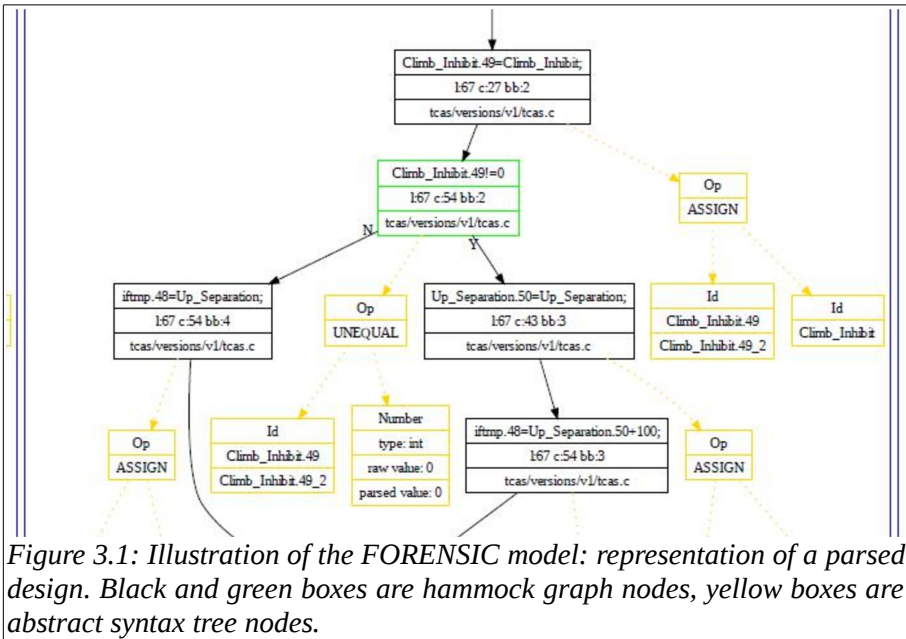 Climb_Inhibit.49=Climb_Inhibit;
l:67 c:27 bb:2
tcas/versions/v1/tcas.c
Climb_Inhibit.49!=0
l:67 c:54 bb:2
tcas/versions/v1/tcas.c
Op
ASSIGN
N
Y
iftmp.48=Up_Separation;
l:67 c:54 bb:4
tcas/versions/v1/tcas.c
Op
UNEQUAL
Up_Separation.50=Up_Separation;
l:67 c:43 bb:3
tcas/versions/v1/tcas.c
Id
Climb_Inhibit.49
Climb_Inhibit.49_2
Id
Climb_Inhibit
Op
ASSIGN
Id
Climb_Inhibit.49
Climb_Inhibit.49_2
Number
type: int
raw value: 0
parsed value: 0
iftmp.48=Up_Separation.50+100;
l:67 c:54 bb:3
tcas/versions/v1/tcas.c
Op
ASSIGN
Figure 3.1: Illustration of the FORENSIC model: representation of a parsed
design. Black and green boxes are hammock graph nodes, yellow boxes are
abstract syntax tree nodes.